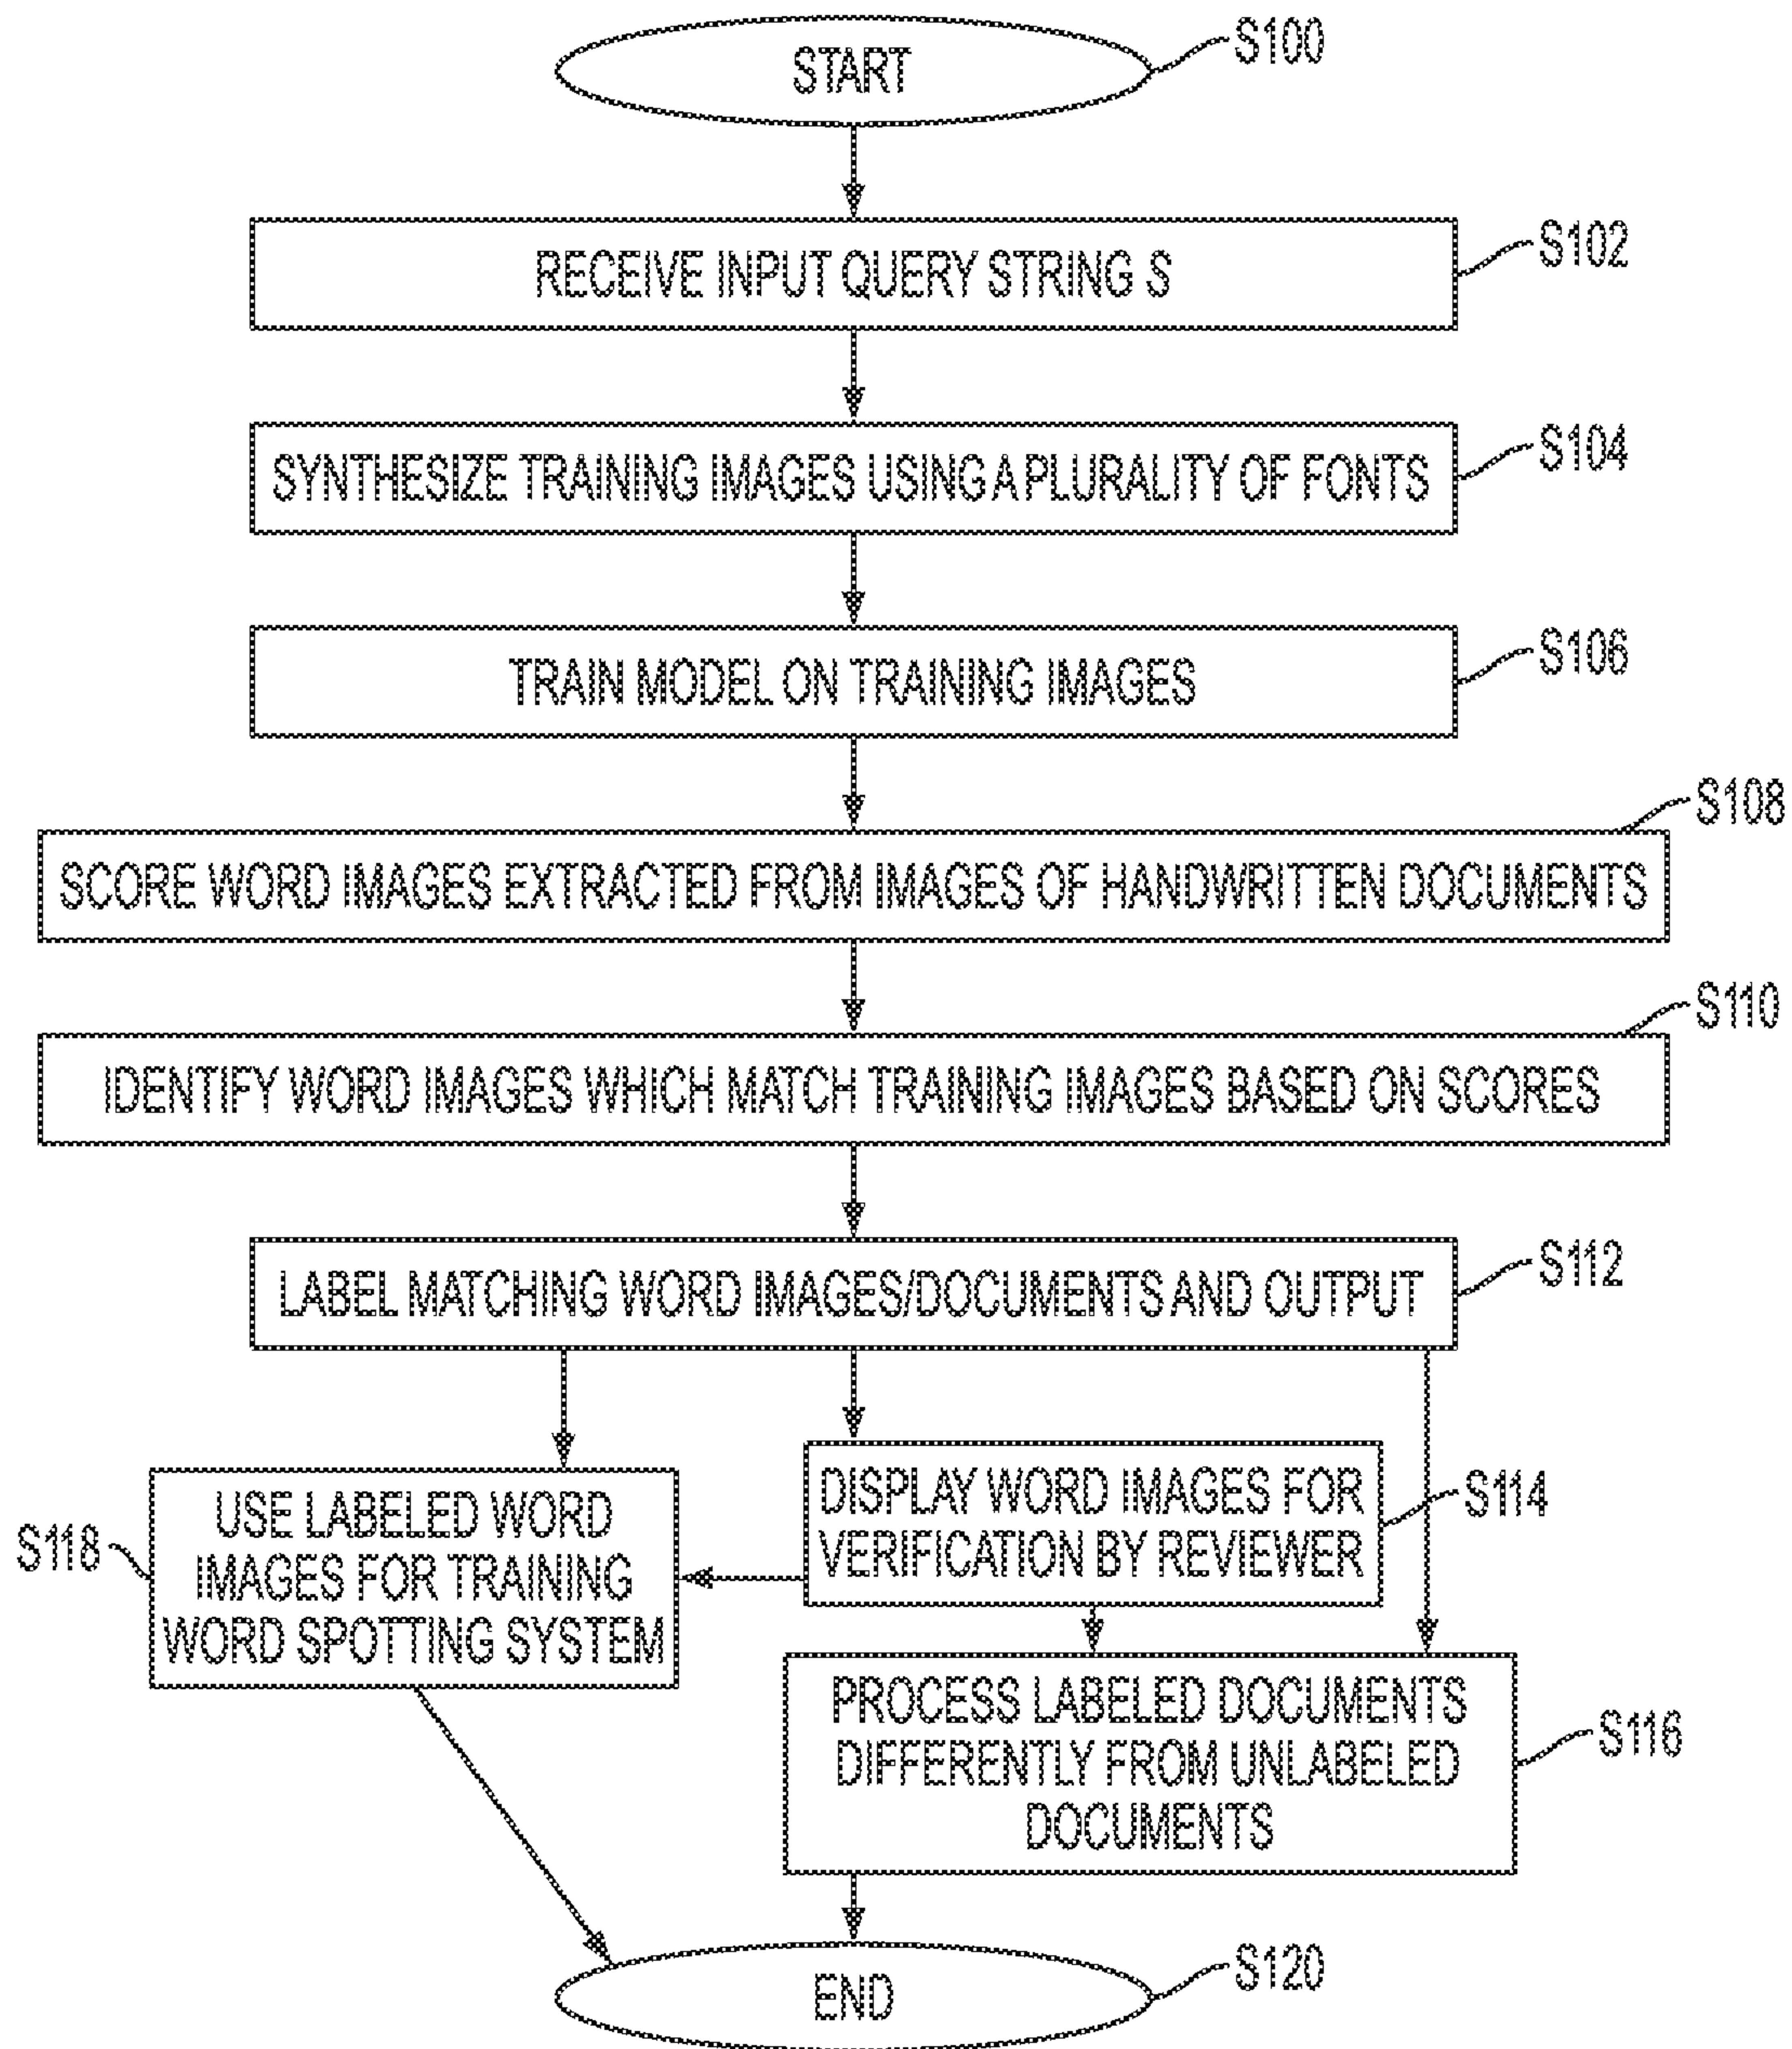 START
S100
RECEIVE INPUT QUERY STRING S
S102
SYNTHESIZE TRAINING IMAGES USING A PLURALITY OF FONTS
S104
TRAIN MODEL ON TRAINING IMAGES
S106
S108
SCORE WORD IMAGES EXTRACTED FROM IMAGES OF HANDWRITTEN DOCUMENTS
S110
IDENTIFY WORD IMAGES WHICH MATCH TRAINING IMAGES BASED ON SCORES
LABEL MATCHING WORD IMAGES/DOCUMENTS AND OUTPUT
S112
DISPLAY WORD IMAGES FOR
VERIFICATION BY REVIEWER
S114
S118
USE LABELED WORD
IMAGES FOR TRAINING
WORD SPOTTING SYSTEM
PROCESS LABELED DOCUMENTS
DIFFERENTLY FROM UNLABELED
DOCUMENTS
S116
END
S120